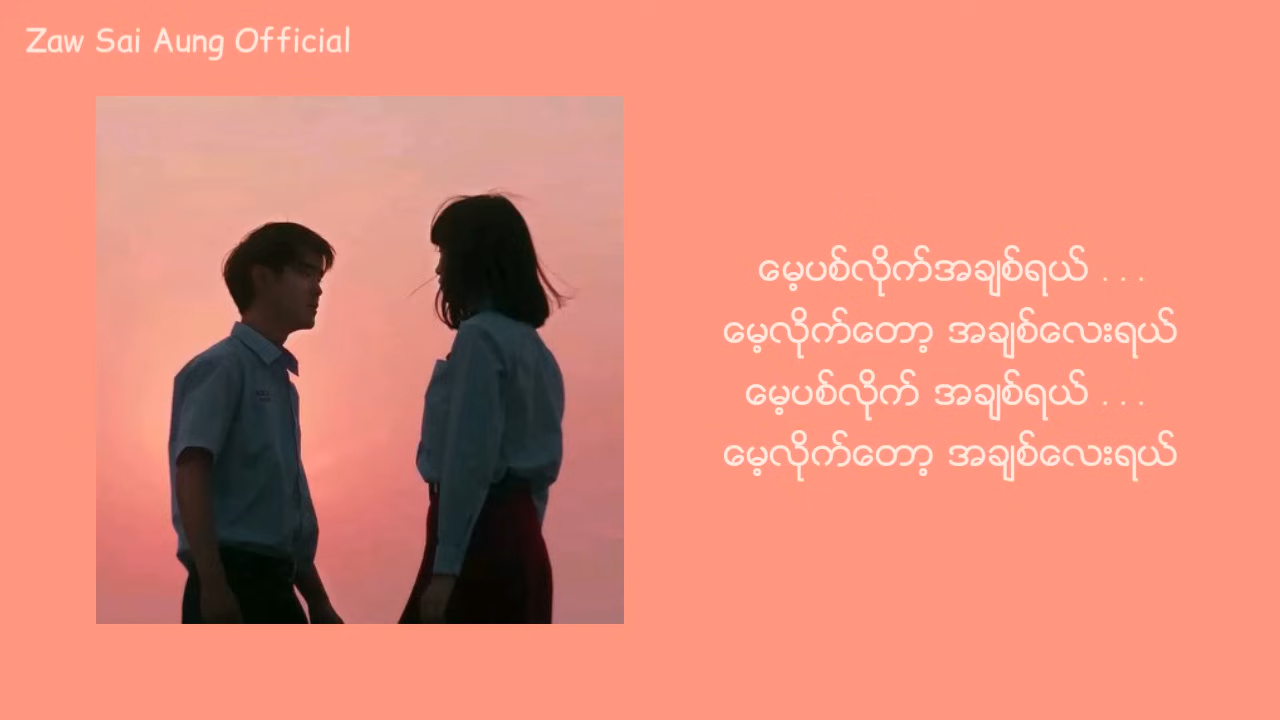 Zaw Sai Aung Official
မေ့ပစ်လိုက်အချစ်ရယ် . . .
မေ့လိုက်တော့ အချစ်လေးရယ်
မေ့ပစ်လိုက် အချစ်ရယ် . . .
မေ့လိုက်တော့ အချစ်လေးရယ်